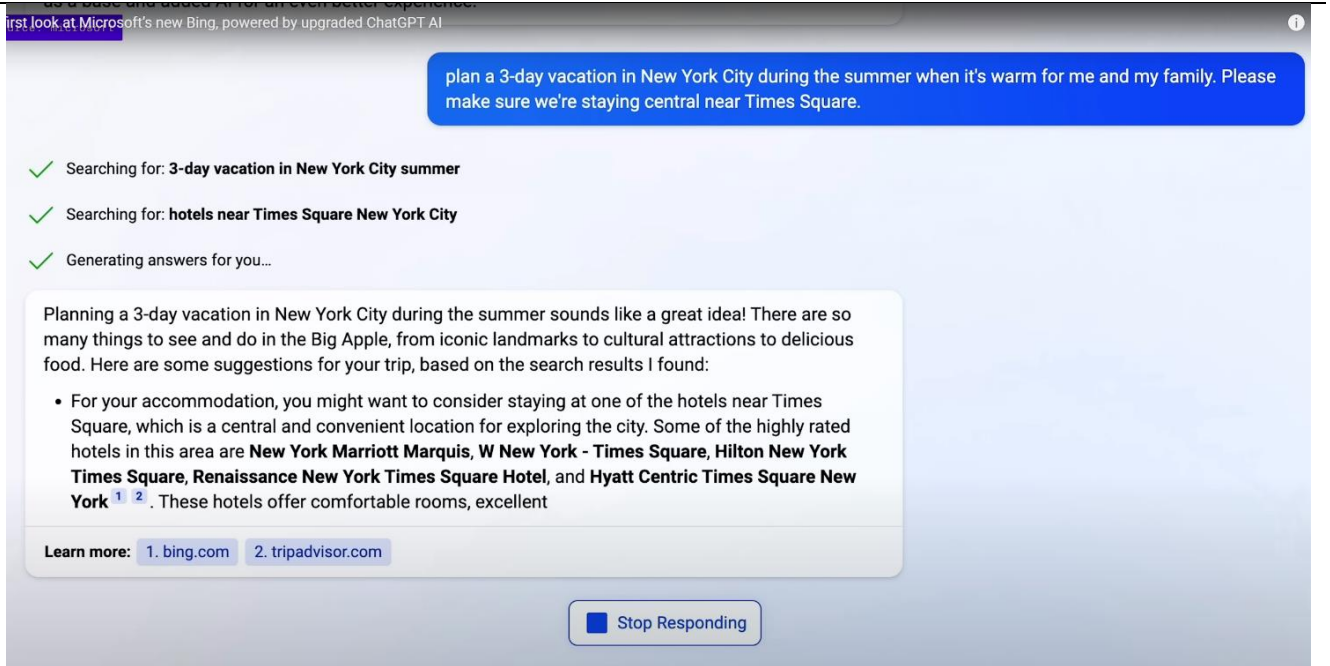 as a base and added AI for an even better experience.
irst look at Microsoft's new Bing, powered by upgraded ChatGPT AI
plan a 3-day vacation in New York City during the summer when it's warm for me and my family. Please
make sure we're staying central near Times Square.
Searching for: 3-day vacation in New York City summer
Searching for: hotels near Times Square New York City
Generating answers for you...
Planning a 3-day vacation in New York City during the summer sounds like a great idea! There are so
many things to see and do in the Big Apple, from iconic landmarks to cultural attractions to delicious
food. Here are some suggestions for your trip, based on the search results I found:
• For your accommodation, you might want to consider staying at one of the hotels near Times
Square, which is a central and convenient location for exploring the city. Some of the highly rated
hotels in this area are New York Marriott Marquis, W New York - Times Square, Hilton New York
Times Square, Renaissance New York Times Square Hotel, and Hyatt Centric Times Square New
York 1 2 . These hotels offer comfortable rooms, excellent
Learn more: 1. bing.com 2. tripadvisor.com
Stop Responding